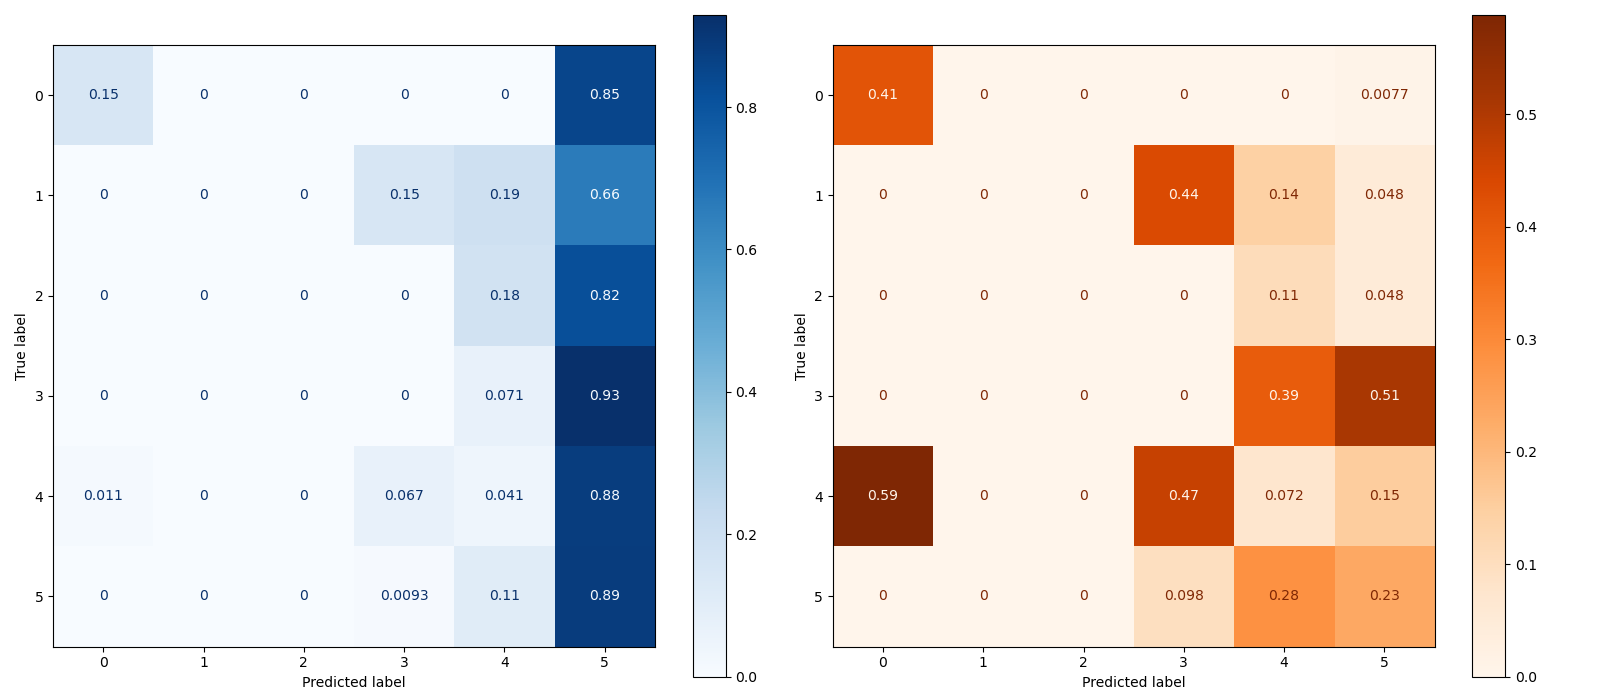 0 0.15 0 0 0 0 0.85
1 0 0 0 0.15 0.19 0.66
2 0 0 0 0 0.18 0.82
3 0 0 0 0 0.071 0.93
4 0.011 0 0 0.067 0.041 0.88
5 0 0 0 0.0093 0.11 0.89
0 1 2 3 4 5
Predicted label
True label
0.8
0.6
0.4
0.2
0.0
0 0.41 0 0 0 0 0.0077
1 0 0 0 0.44 0.14 0.048
2 0 0 0 0 0.11 0.048
3 0 0 0 0 0.39 0.51
4 0.59 0 0 0.47 0.072 0.15
5 0 0 0 0.098 0.28 0.23
0 1 2 3 4 5
Predicted label
True label
0.5
0.4
0.3
0.2
0.1
0.0